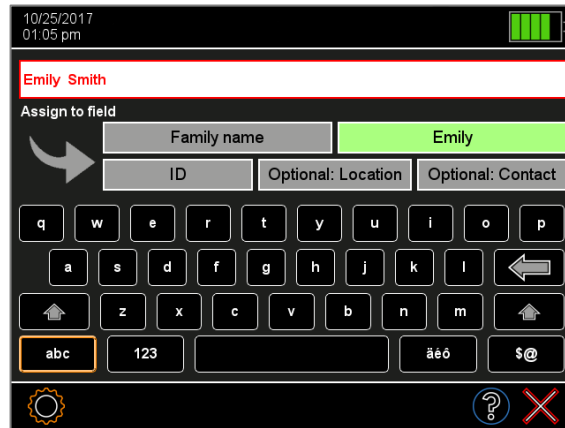 10/25/2017
01:05 pm
Emily Smith
Assign to field
Family name Emily
ID Optional: Location Optional: Contact
q w e r t y u i o p
a s d f g h j k l
z x c v b n m
abc 123 äéô $@
?